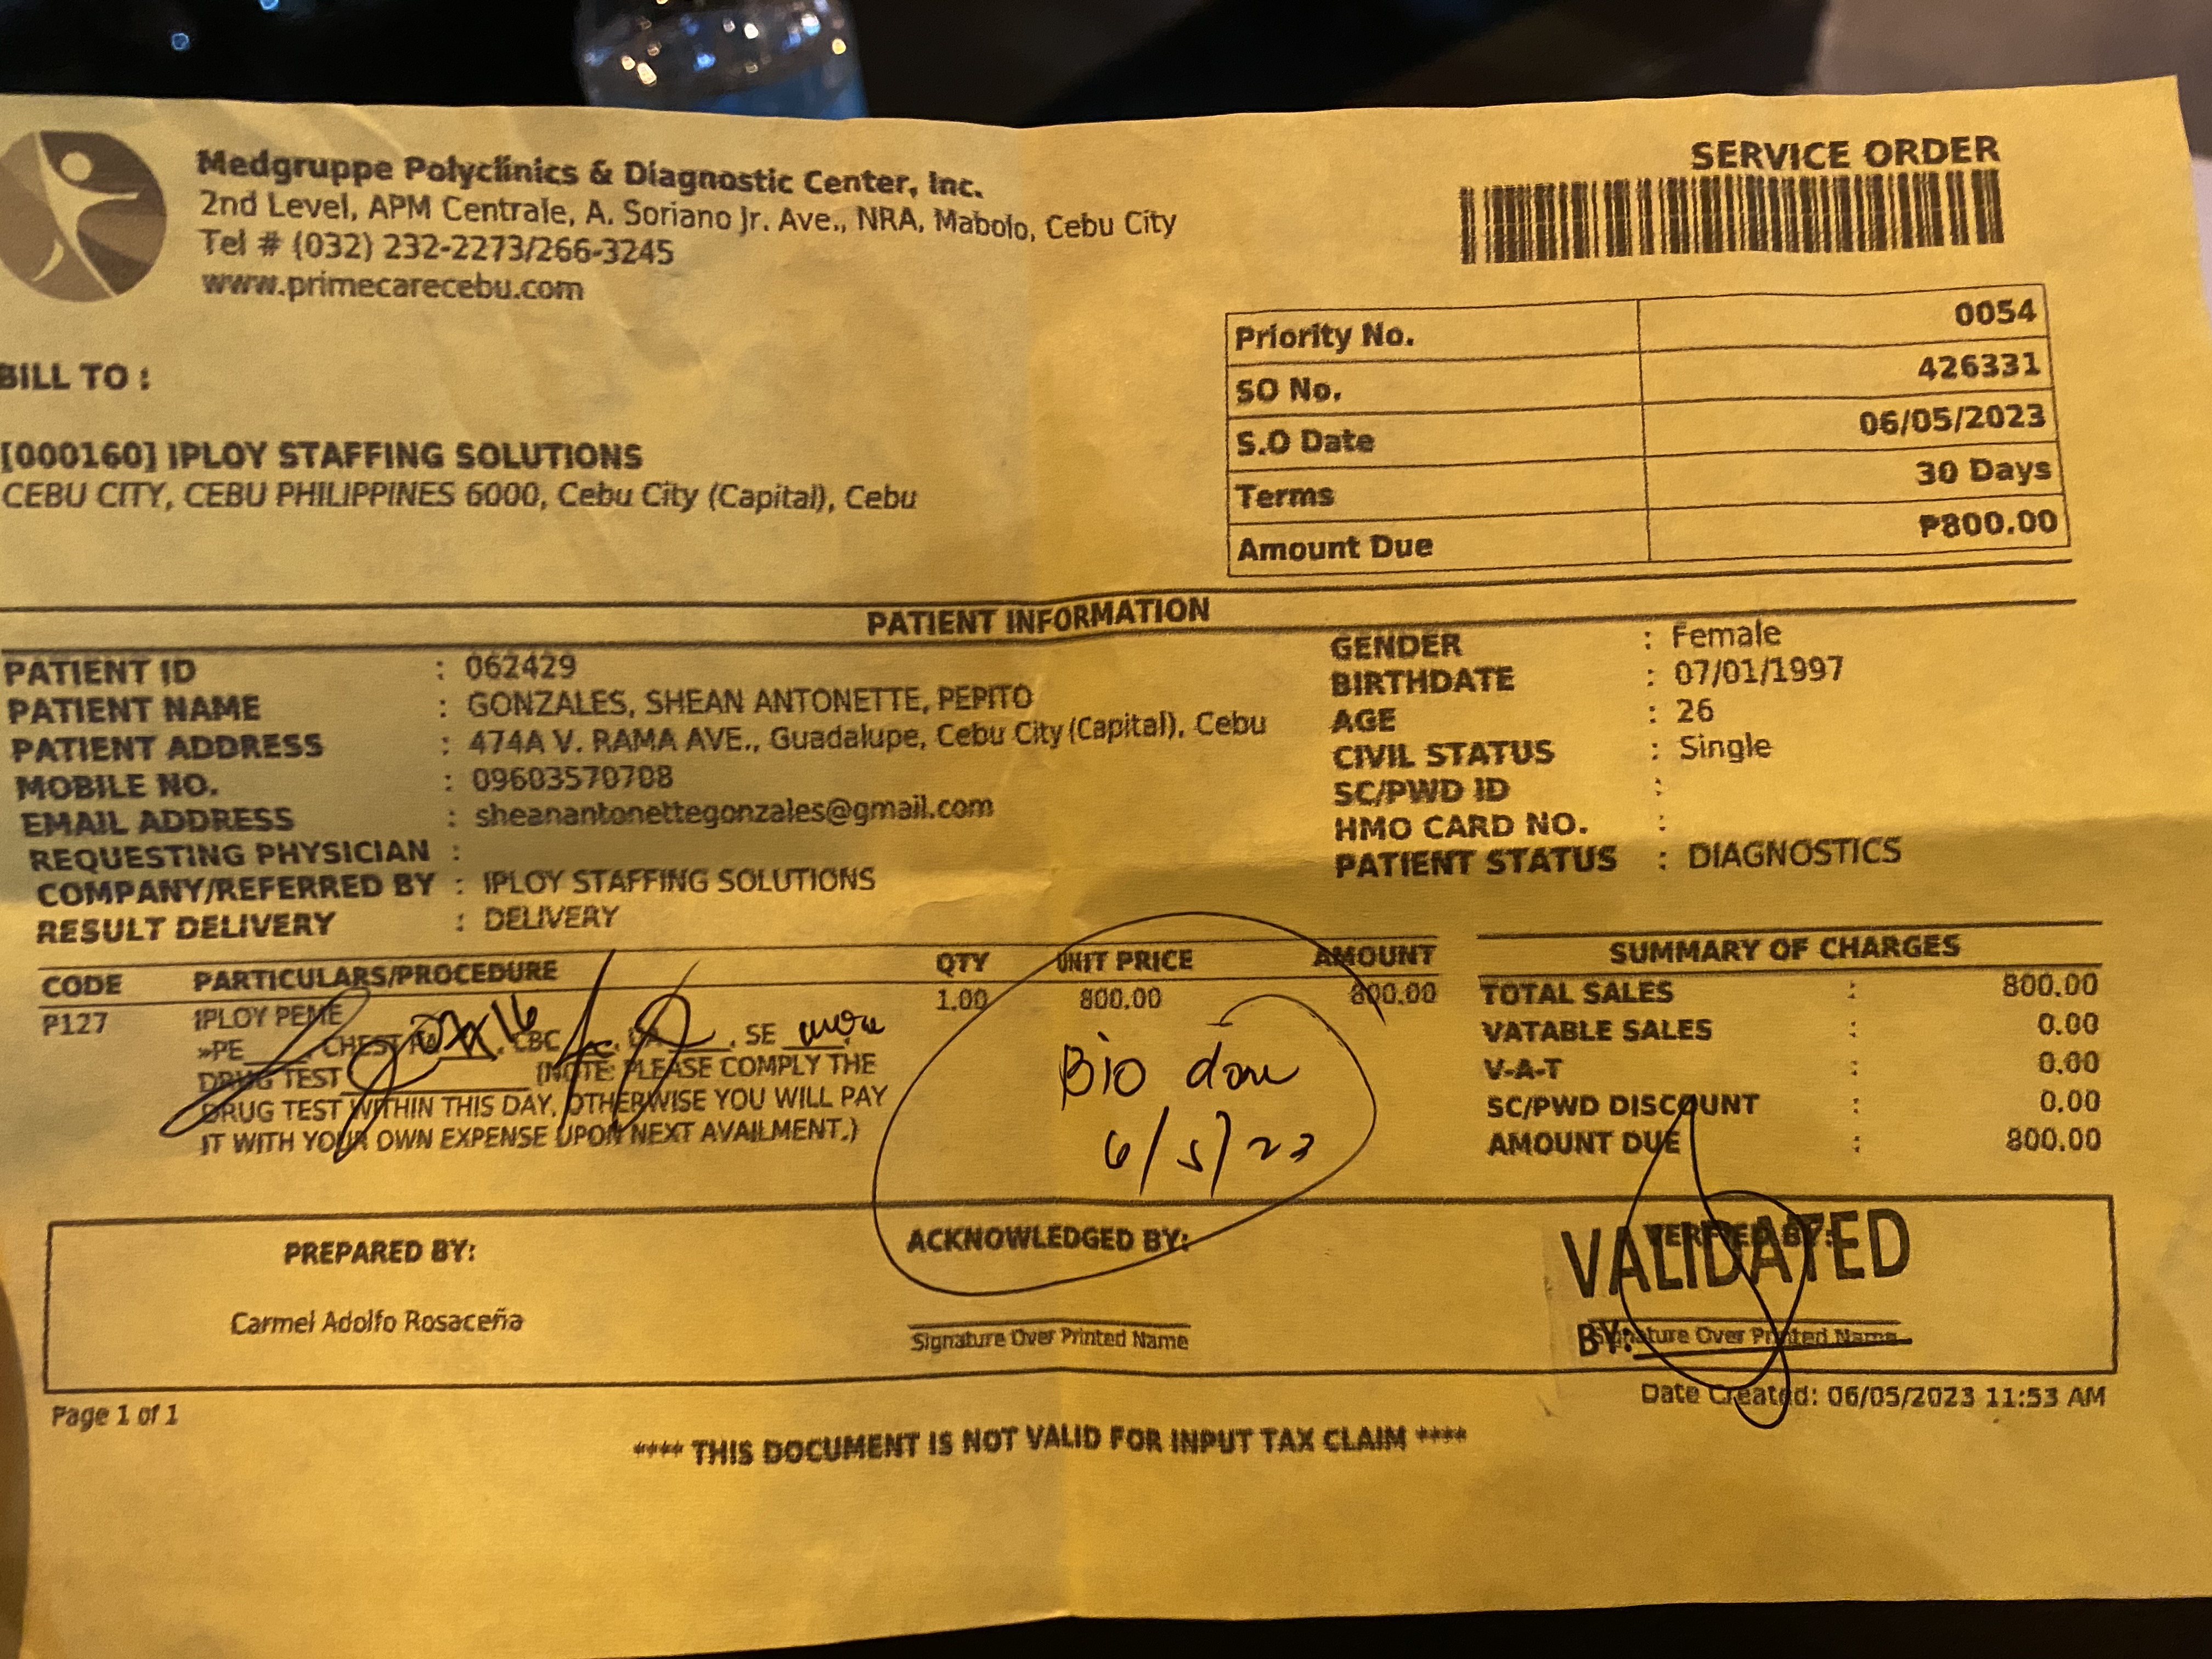 Medgruppe Polyclinics & Diagnostic Center, Inc.
2nd Level, APM Centrale, A. Soriano Jr. Ave., NRA, Mabolo, Cebu City
Tel # (032) 232-2273/266-3245
www.primecarecebu.com
SERVICE ORDER
Priority No. 0054
SO No. 426331
S.O Date 06/05/2023
Terms 30 Days
Amount Due ₱800.00
BILL TO :
[000160] IPLOY STAFFING SOLUTIONS
CEBU CITY, CEBU PHILIPPINES 6000, Cebu City (Capital), Cebu
PATIENT INFORMATION
PATIENT ID : 062429
PATIENT NAME : GONZALES, SHEAN ANTONETTE, PEPITO
PATIENT ADDRESS : 474A V. RAMA AVE., Guadalupe, Cebu City (Capital), Cebu
MOBILE NO. : 09603570708
EMAIL ADDRESS : sheanantonettegonzales@gmail.com
REQUESTING PHYSICIAN :
COMPANY/REFERRED BY : IPLOY STAFFING SOLUTIONS
RESULT DELIVERY : DELIVERY
GENDER : Female
BIRTHDATE : 07/01/1997
AGE : 26
CIVIL STATUS : Single
SC/PWD ID :
HMO CARD NO. :
PATIENT STATUS : DIAGNOSTICS
CODE PARTICULARS/PROCEDURE QTY UNIT PRICE AMOUNT
P127 IPLOY PEME 1.00 800.00 800.00
»PE____, CHEST , CBC , UA , SE
DRUG TEST (NOTE: PLEASE COMPLY THE
DRUG TEST WITHIN THIS DAY, OTHERWISE YOU WILL PAY
IT WITH YOUR OWN EXPENSE UPON NEXT AVAILMENT.)
Bio done
6/5/23
SUMMARY OF CHARGES
TOTAL SALES : 800.00
VATABLE SALES : 0.00
V-A-T : 0.00
SC/PWD DISCOUNT : 0.00
AMOUNT DUE : 800.00
PREPARED BY:
Carmel Adolfo Rosaceña
ACKNOWLEDGED BY:
Signature Over Printed Name
VERIFIED BY:
VALIDATED
BY:
Signature Over Printed Name
Page 1 of 1
Date Created: 06/05/2023 11:53 AM
**** THIS DOCUMENT IS NOT VALID FOR INPUT TAX CLAIM ****